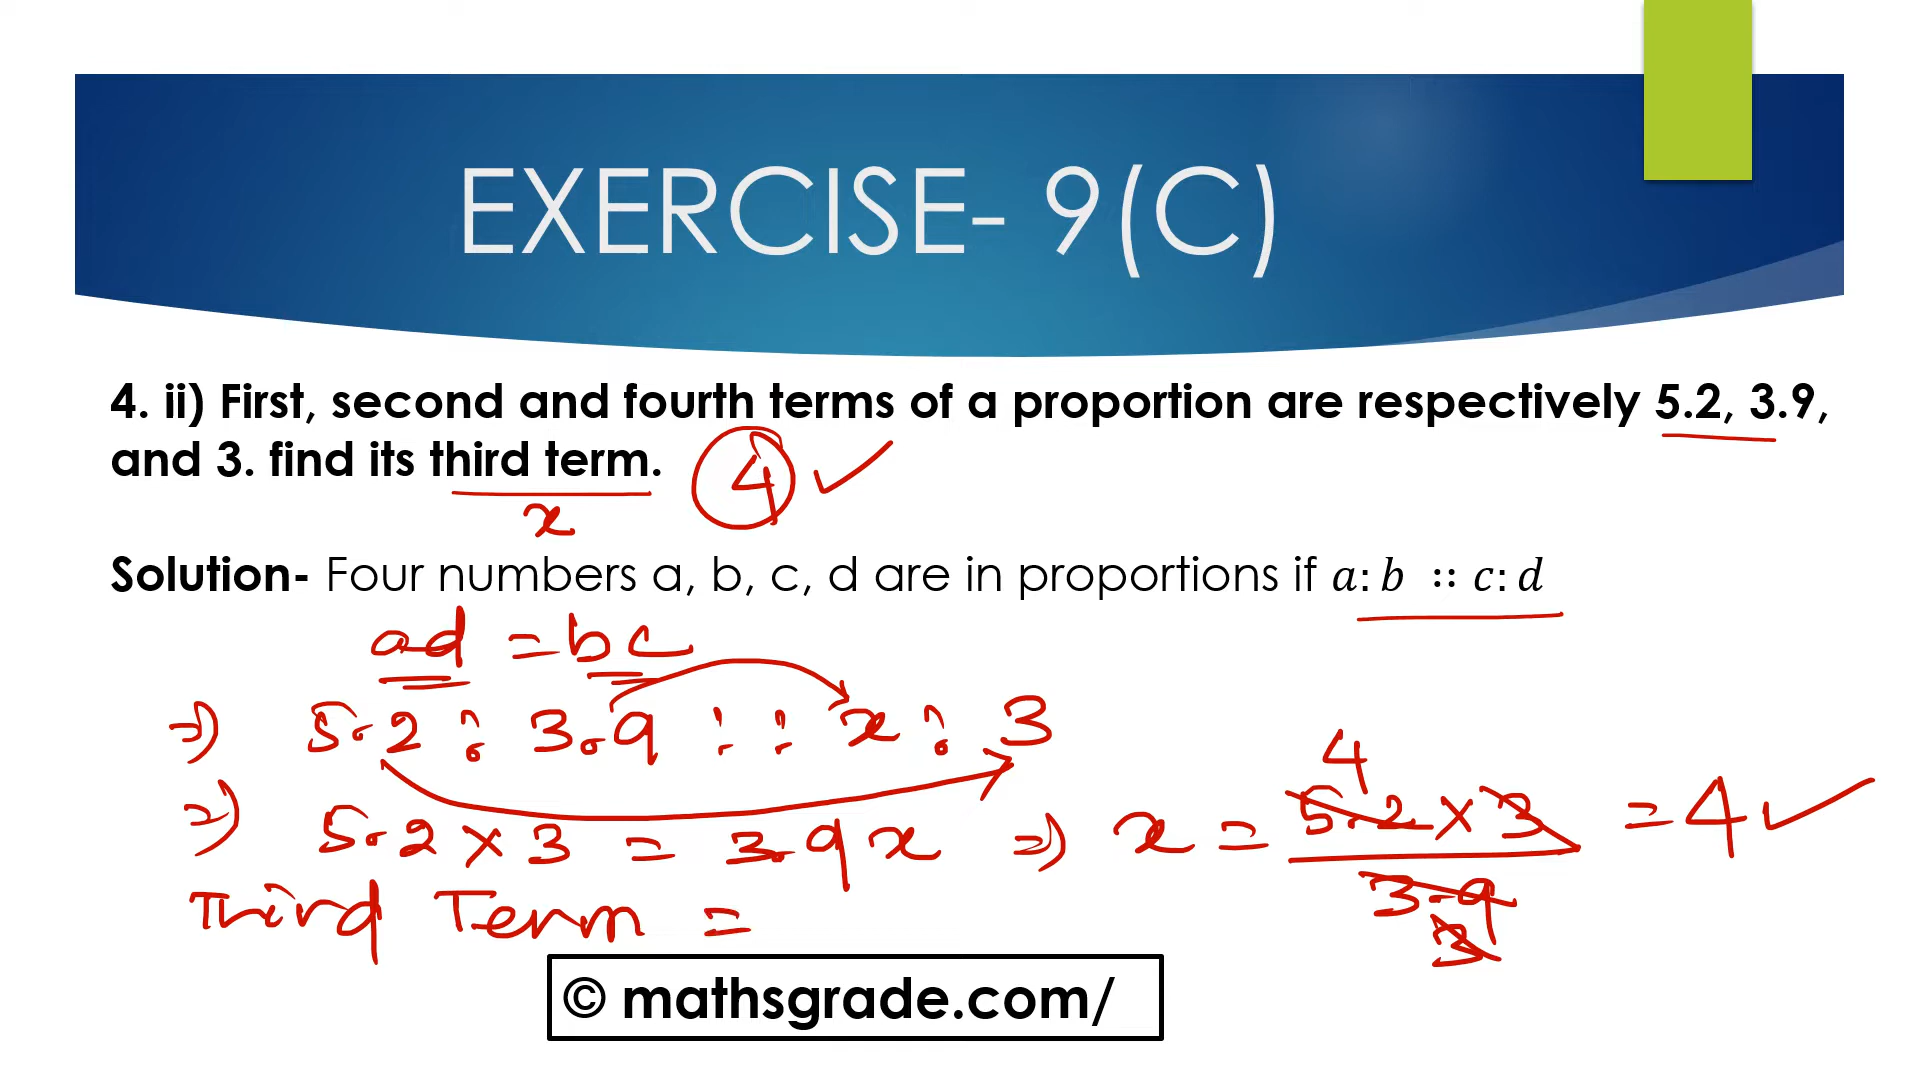 EXERCISE- 9(C)
4. ii) First, second and fourth terms of a proportion are respectively 5.2, 3.9,
and 3. find its third term. 4 ✓
x
Solution- Four numbers a, b, c, d are in proportions if a: b :: c: d
ad = bc
⇒ 5.2 : 3.9 :: x : 3
⇒ 5.2 × 3 = 3.9 x ⇒ x = 5.2 × 3 = 4 ✓
4
3.9
3
Third Term =
© mathsgrade.com/